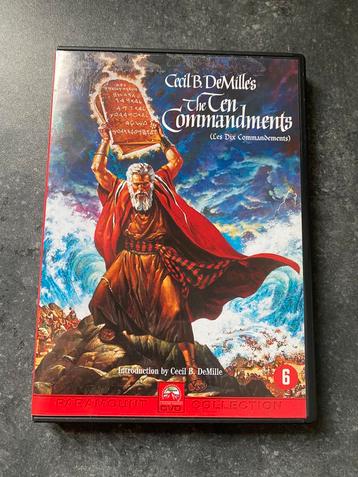 Cecil B. DeMille's
The Ten
Commandments
(Les Dix Commandements)
Introduction by Cecil B. DeMille
6
PARAMOUNT DVD COLLECTION